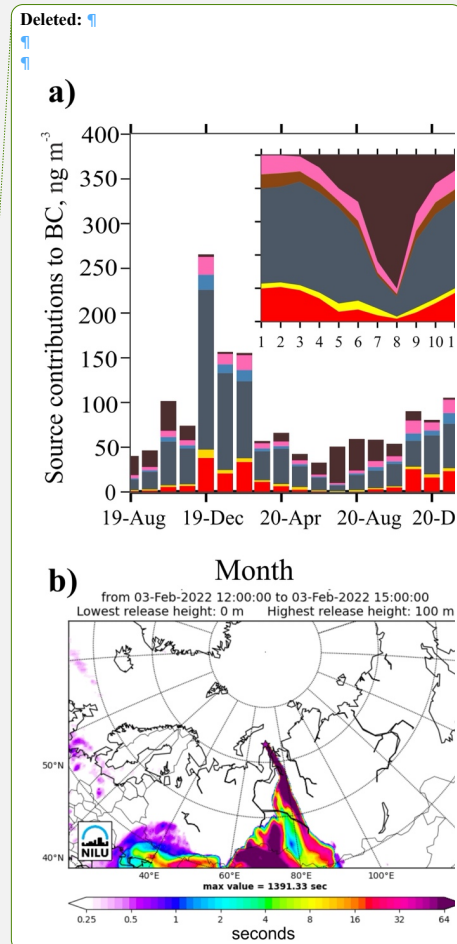 Deleted: ¶
¶
¶
a)
Source contributions to BC, ng m⁻³
400
350
300
250
200
150
100
50
0
1 2 3 4 5 6 7 8 9 10 11
19-Aug 19-Dec 20-Apr 20-Aug 20-D
Month
b)
from 03-Feb-2022 12:00:00 to 03-Feb-2022 15:00:00
Lowest release height: 0 m Highest release height: 100 m
50°N
NILU
40°N
40°E 60°E 80°E 100°E
max value = 1391.33 sec
0.25 0.5 1 2 4 8 16 32 64
seconds